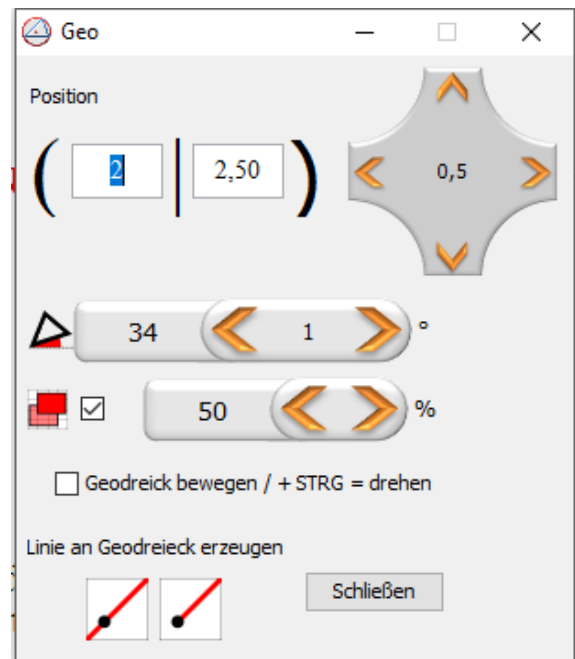 Geo
Position
( 2 | 2,50 )
0,5
34 1 °
50 %
Geodreick bewegen / + STRG = drehen
Linie an Geodreieck erzeugen
Schließen